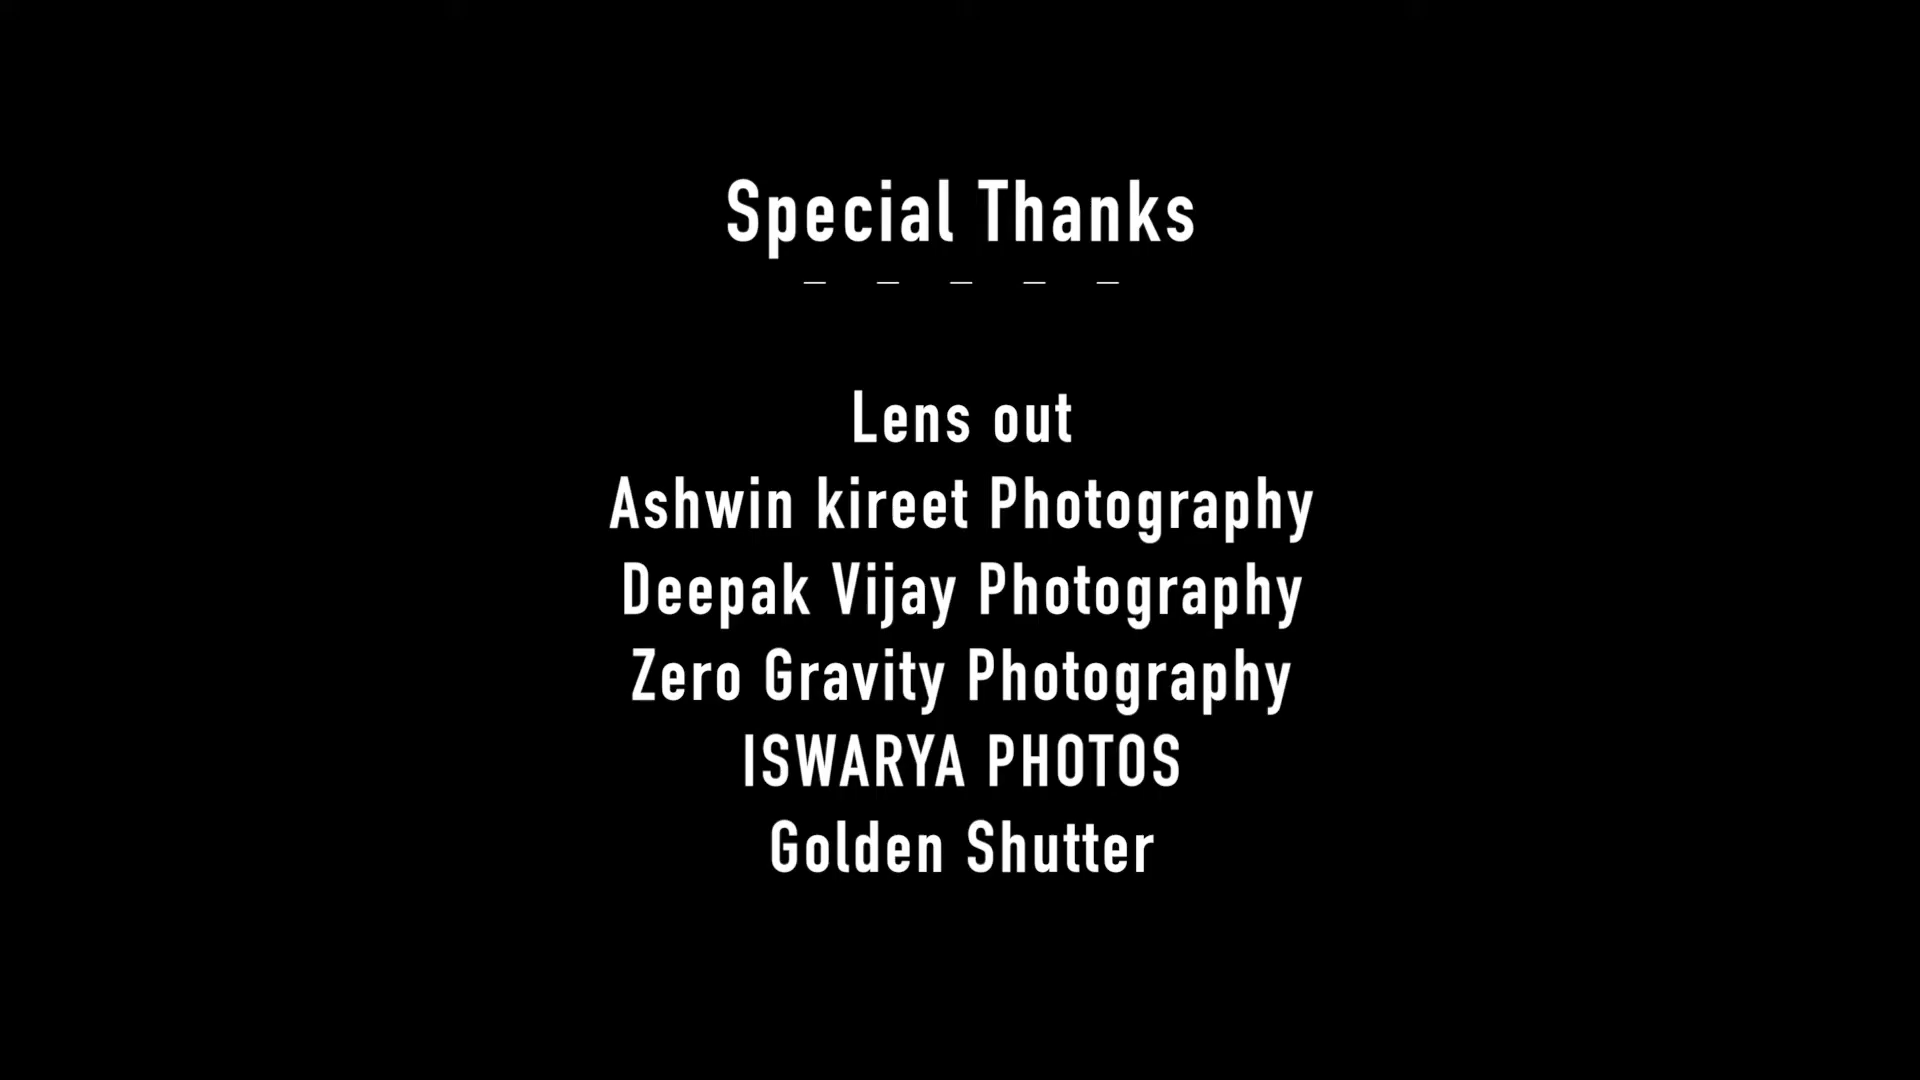 Special Thanks
Lens out
Ashwin kireet Photography
Deepak Vijay Photography
Zero Gravity Photography
ISWARYA PHOTOS
Golden Shutter